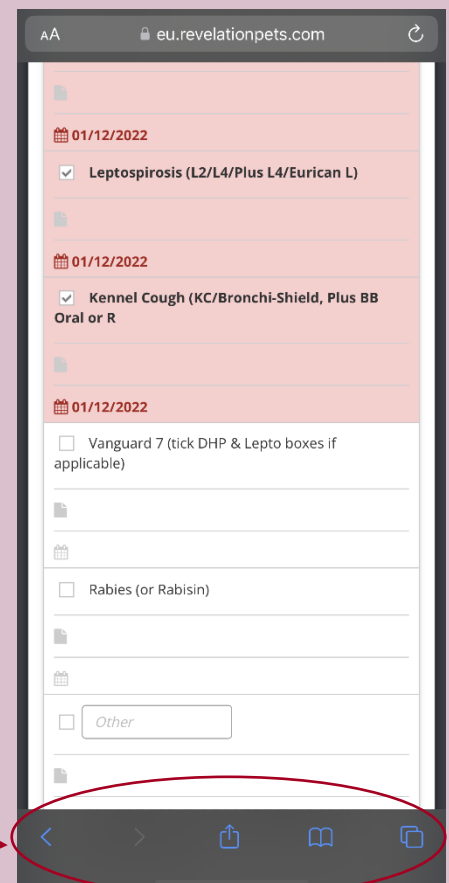 AA eu.revelationpets.com
01/12/2022
Leptospirosis (L2/L4/Plus L4/Eurican L)
01/12/2022
Kennel Cough (KC/Bronchi-Shield, Plus BB
Oral or R
01/12/2022
Vanguard 7 (tick DHP & Lepto boxes if
applicable)
Rabies (or Rabisin)
Other